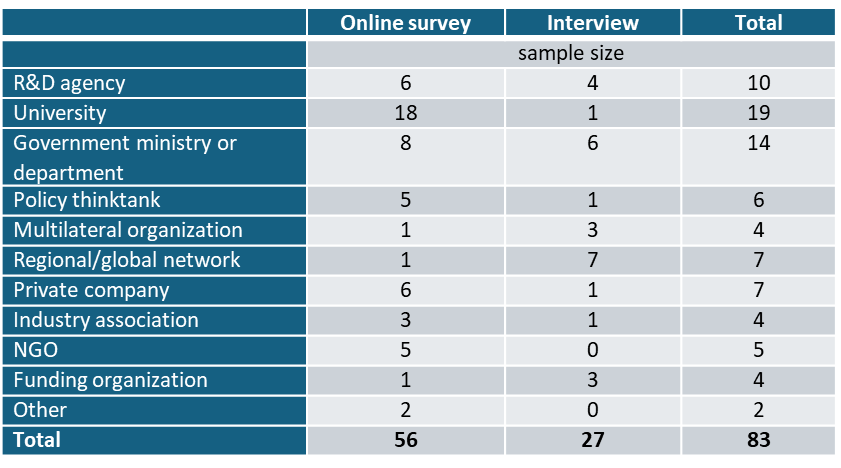 Online survey Interview Total
sample size
R&D agency 6 4 10
University 18 1 19
Government ministry or 8 6 14
department
Policy thinktank 5 1 6
Multilateral organization 1 3 4
Regional/global network 1 7 7
Private company 6 1 7
Industry association 3 1 4
NGO 5 0 5
Funding organization 1 3 4
Other 2 0 2
Total 56 27 83